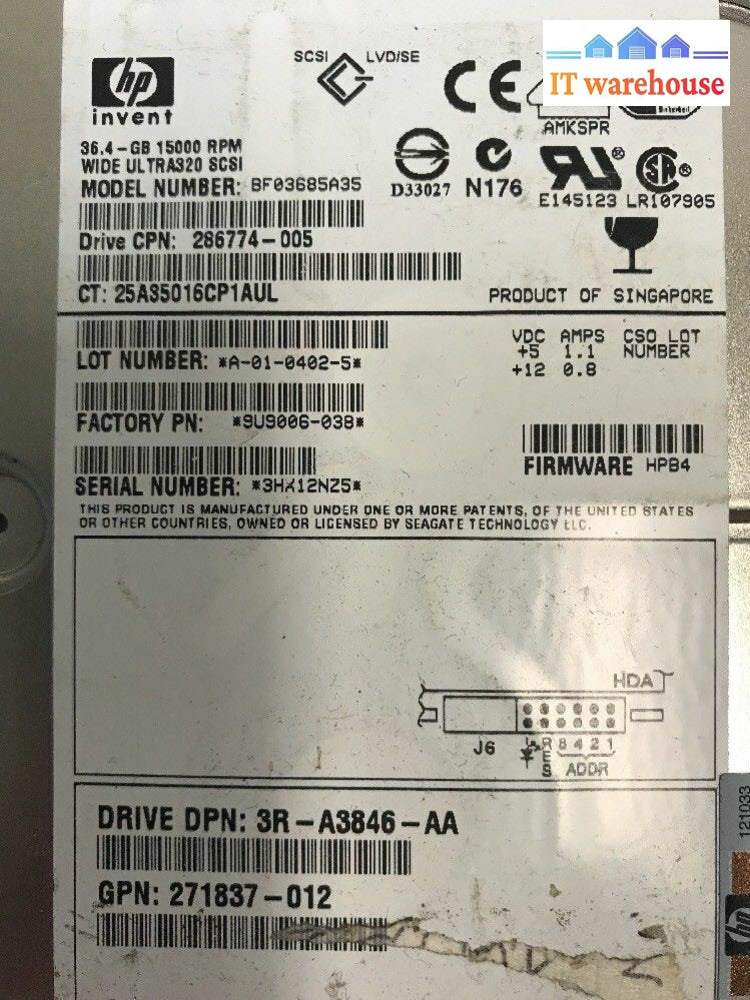 IT warehouse
hp
invent
SCSI LVD/SE
CE
AMKSPR
36.4-GB 15000 RPM
WIDE ULTRA320 SCSI
MODEL NUMBER: BF03685A35
D33027 N176
E145123 LR107905
Drive CPN: 286774-005
CT: 25A35016CP1AUL
PRODUCT OF SINGAPORE
LOT NUMBER: *A-01-0402-5*
VDC AMPS CSO LOT
+5 1.1 NUMBER
+12 0.8
FACTORY PN: *9U9006-038*
FIRMWARE HPB4
SERIAL NUMBER: *3HX12NZ5*
THIS PRODUCT IS MANUFACTURED UNDER ONE OR MORE PATENTS, OF THE UNITED STATES
OR OTHER COUNTRIES, OWNED OR LICENSED BY SEAGATE TECHNOLOGY LLC.
HDA
J6
RES
8 4 2 1
ADDR
DRIVE DPN: 3R-A3846-AA
GPN: 271837-012
121033
hp